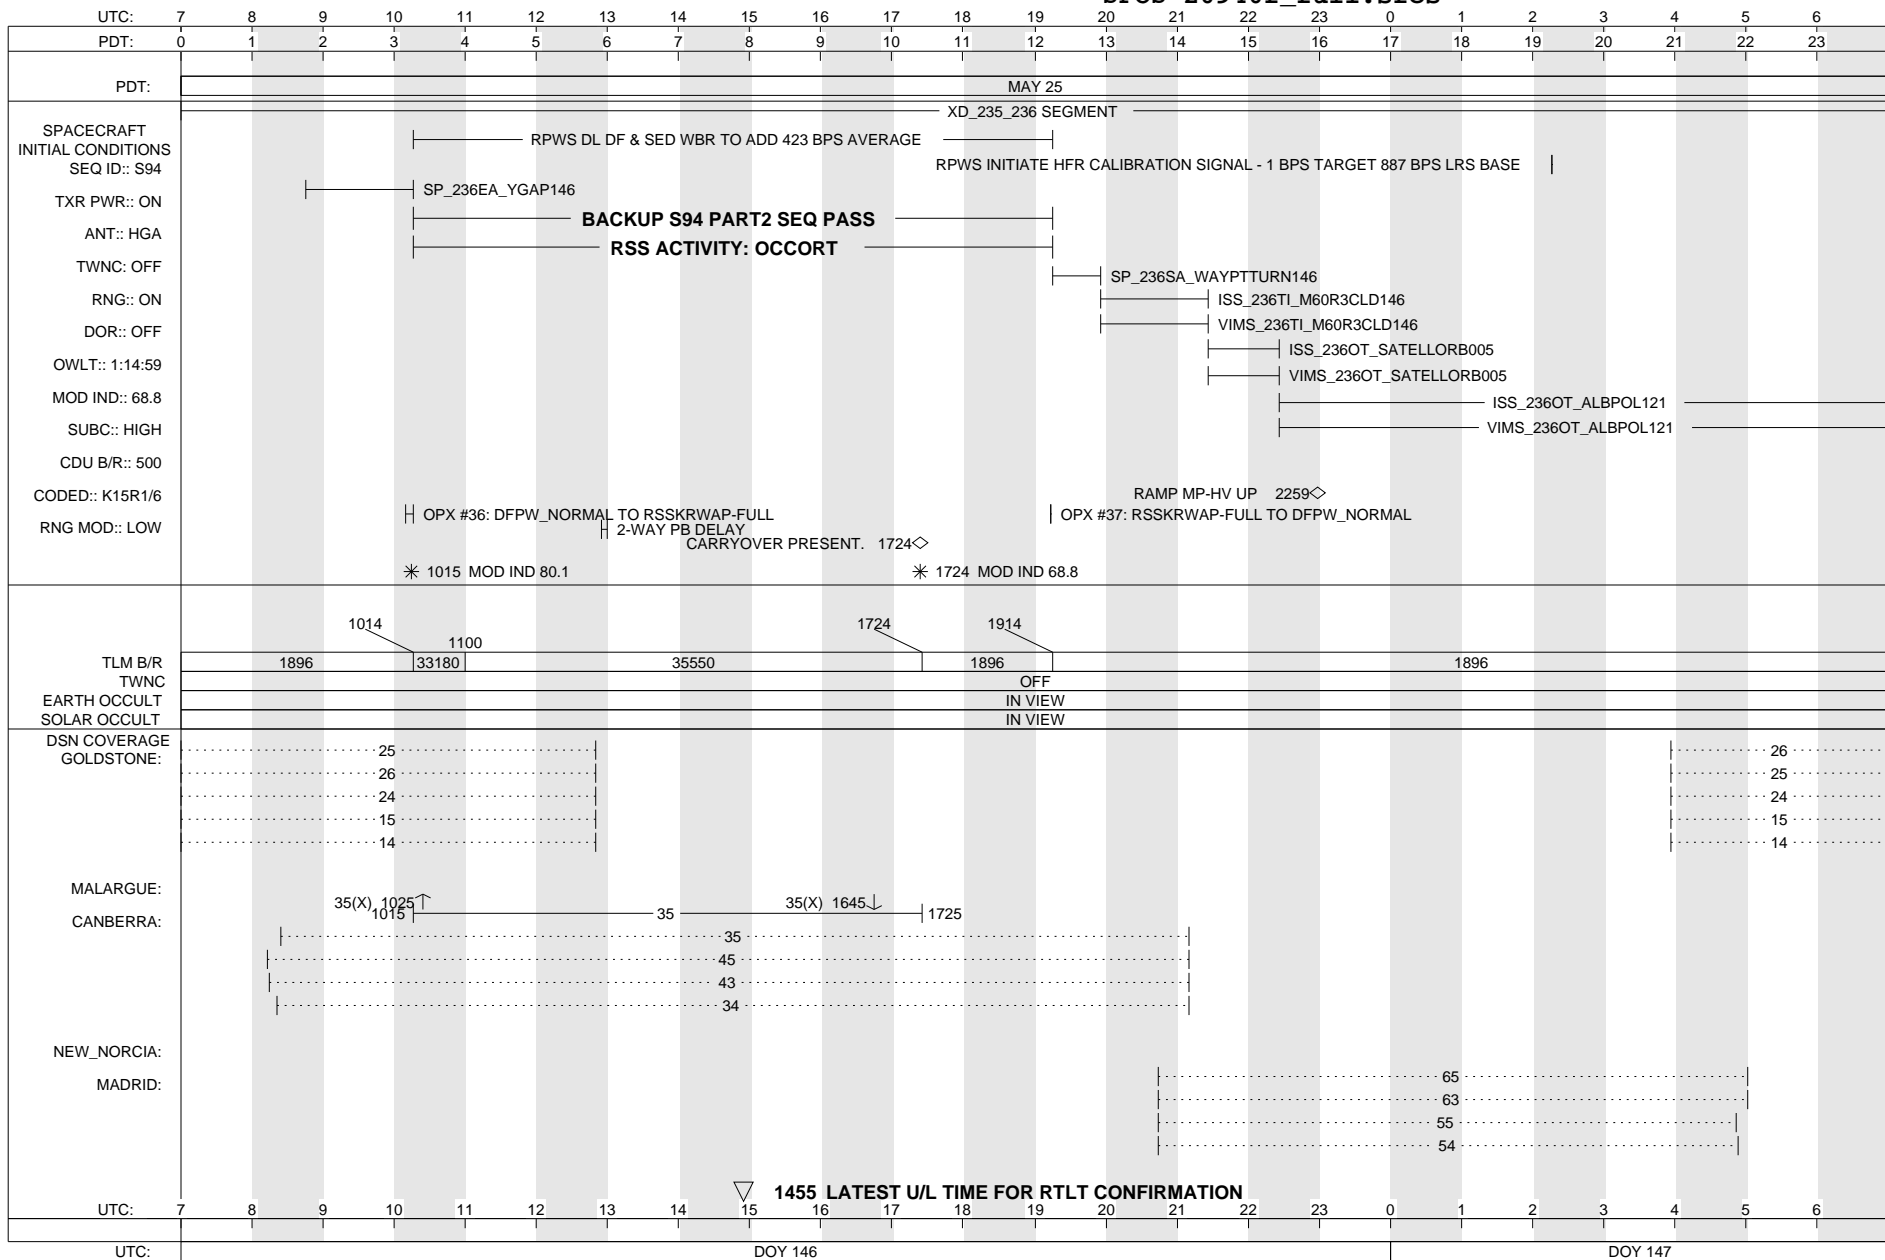 UTC: 7 8 9 10 11 12 13 14 15 16 17 18 19 20 21 22 23 0 1 2 3 4 5 6
PDT: 0 1 2 3 4 5 6 7 8 9 10 11 12 13 14 15 16 17 18 19 20 21 22 23
PDT: MAY 25
XD_235_236 SEGMENT
SPACECRAFT
INITIAL CONDITIONS
RPWS DL DF & SED WBR TO ADD 423 BPS AVERAGE
SEQ ID:: S94
RPWS INITIATE HFR CALIBRATION SIGNAL - 1 BPS TARGET 887 BPS LRS BASE
SP_236EA_YGAP146
TXR PWR:: ON
BACKUP S94 PART2 SEQ PASS
ANT:: HGA
RSS ACTIVITY: OCCORT
TWNC: OFF
SP_236SA_WAYPTTURN146
RNG:: ON
ISS_236TI_M60R3CLD146
DOR:: OFF
VIMS_236TI_M60R3CLD146
ISS_236OT_SATELLORB005
OWLT:: 1:14:59
VIMS_236OT_SATELLORB005
MOD IND:: 68.8
ISS_236OT_ALBPOL121
SUBC:: HIGH
VIMS_236OT_ALBPOL121
CDU B/R:: 500
CODED:: K15R1/6
RAMP MP-HV UP 2259
OPX #36: DFPW_NORMAL TO RSSKRWAP-FULL
OPX #37: RSSKRWAP-FULL TO DFPW_NORMAL
RNG MOD:: LOW
2-WAY PB DELAY
CARRYOVER PRESENT. 1724
1015 MOD IND 80.1
1724 MOD IND 68.8
1014 1724 1914
1100
TLM B/R 1896 33180 35550 1896 1896
TWNC OFF
EARTH OCCULT IN VIEW
SOLAR OCCULT IN VIEW
DSN COVERAGE
GOLDSTONE:
25 26
26 25
24 24
15 15
14 14
MALARGUE:
35(X) 1025 35(X) 1645
1015 35 1725
CANBERRA:
35
45
43
34
NEW_NORCIA:
MADRID:
65
63
55
54
1455 LATEST U/L TIME FOR RTLT CONFIRMATION
UTC: 7 8 9 10 11 12 13 14 15 16 17 18 19 20 21 22 23 0 1 2 3 4 5 6
UTC: DOY 146 DOY 147